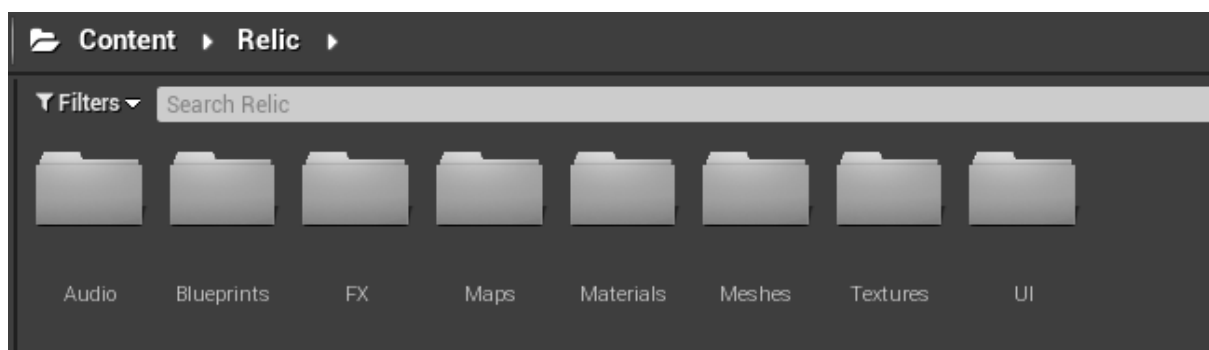 Content Relic
Filters Search Relic
Audio Blueprints FX Maps Materials Meshes Textures UI